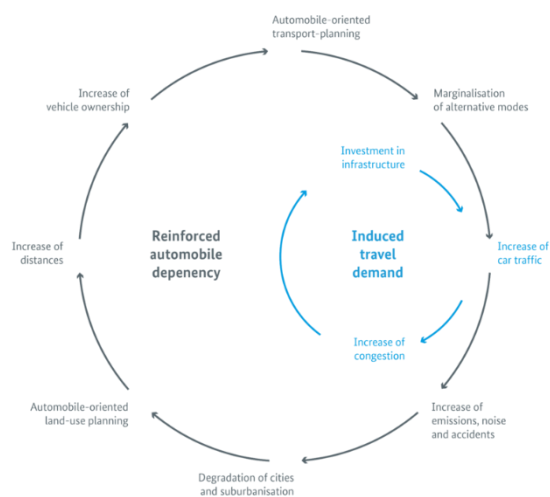 Automobile-oriented
transport-planning
Marginalisation
of alternative modes
Increase of
car traffic
Increase of
emissions, noise
and accidents
Degradation of cities
and suburbanisation
Automobile-oriented
land-use planning
Increase of
distances
Increase of
vehicle ownership
Reinforced
automobile
depenency
Investment in
infrastructure
Induced
travel
demand
Increase of
congestion